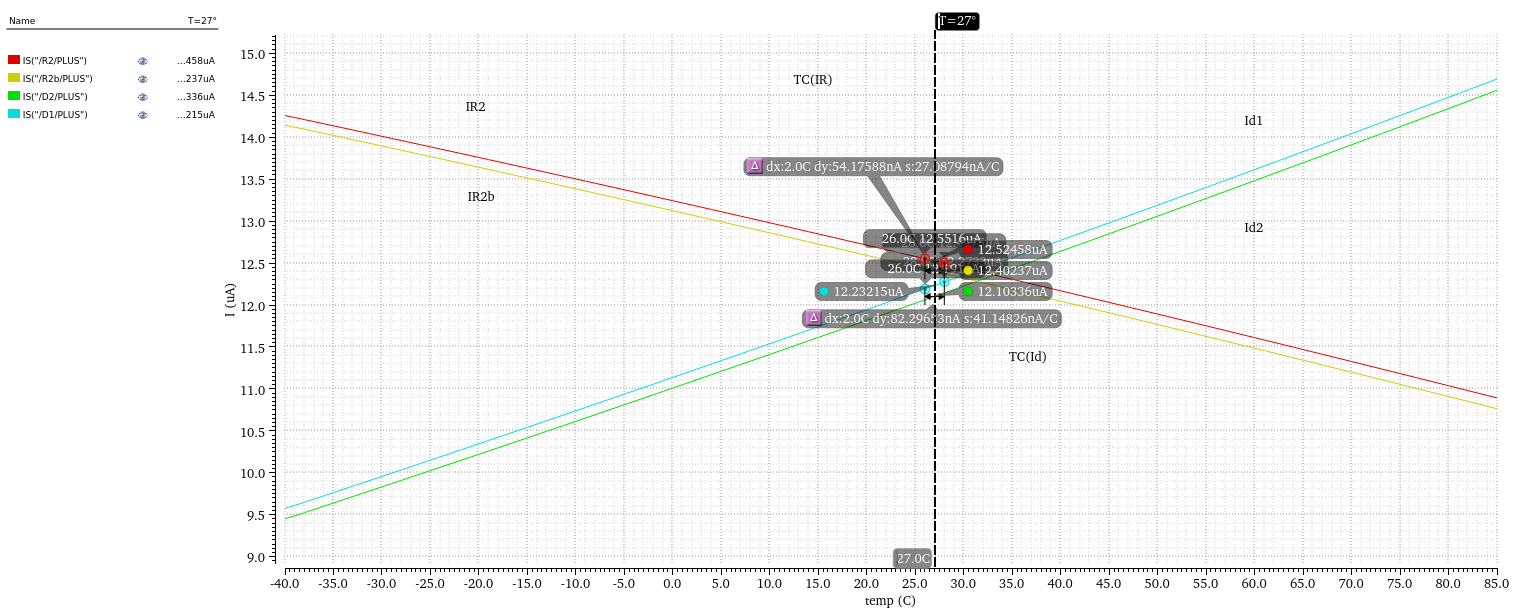 Name T=27°
IS("/R2/PLUS") ...458uA
IS("/R2b/PLUS") ...237uA
IS("/D2/PLUS") ...336uA
IS("/D1/PLUS") ...215uA
T=27°
TC(IR)
IR2
Id1
dx:2.0C dy:54.17588nA s:27.08794nA/C
IR2b
Id2
26.0C 12.5516uA
12.52458uA
26.0C
12.40237uA
12.23215uA
12.10336uA
dx:2.0C dy:82.29653nA s:41.14826nA/C
TC(Id)
27.0C
I (uA)
15.0
14.5
14.0
13.5
13.0
12.5
12.0
11.5
11.0
10.5
10.0
9.5
9.0
-40.0 -35.0 -30.0 -25.0 -20.0 -15.0 -10.0 -5.0 0.0 5.0 10.0 15.0 20.0 25.0 30.0 35.0 40.0 45.0 50.0 55.0 60.0 65.0 70.0 75.0 80.0 85.0
temp (C)